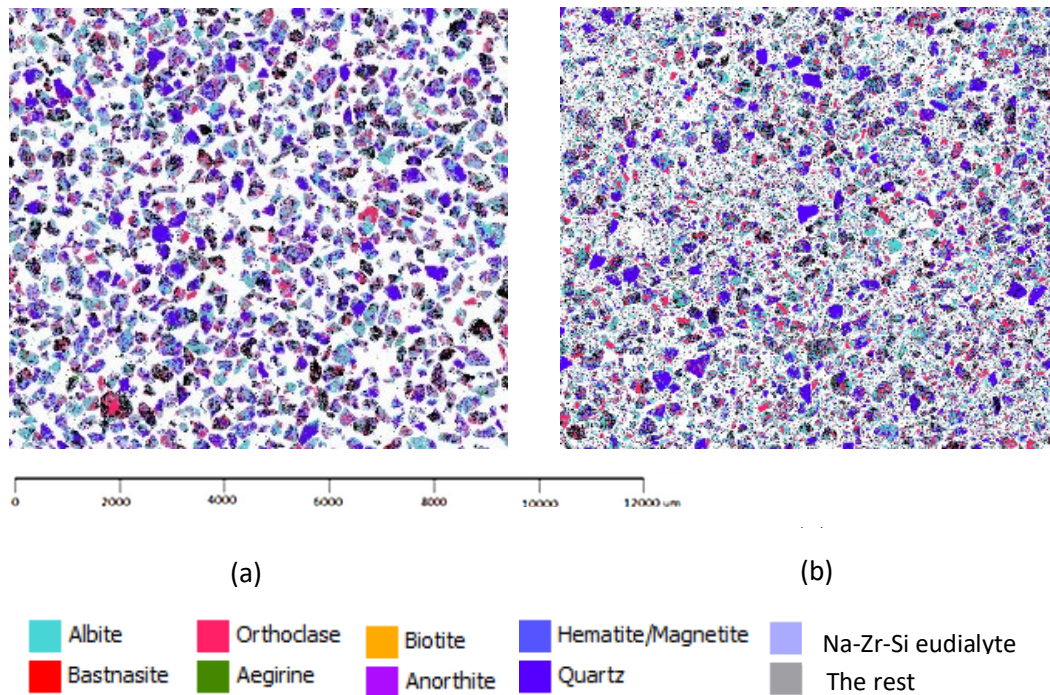 0 2000 4000 6000 8000 10000 12000 um
(a) (b)
Albite Orthoclase Biotite Hematite/Magnetite Na-Zr-Si eudialyte
Bastnasite Aegirine Anorthite Quartz The rest